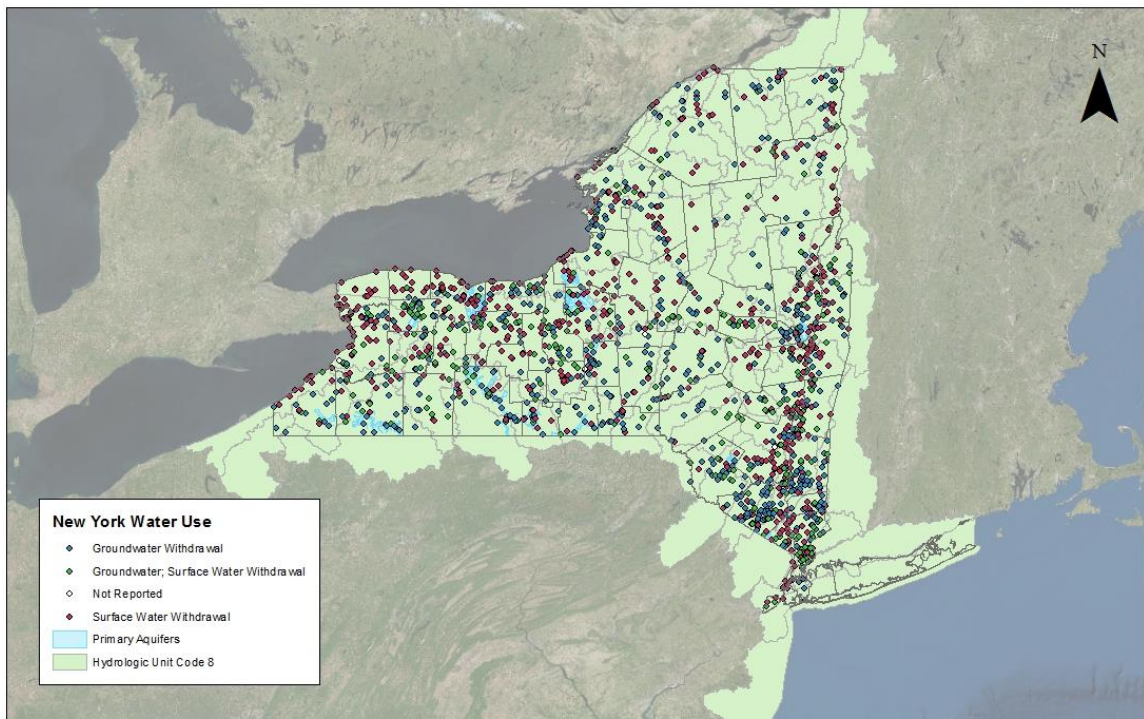 N
New York Water Use
Groundwater Withdrawal
Groundwater; Surface Water Withdrawal
Not Reported
Surface Water Withdrawal
Primary Aquifers
Hydrologic Unit Code 8